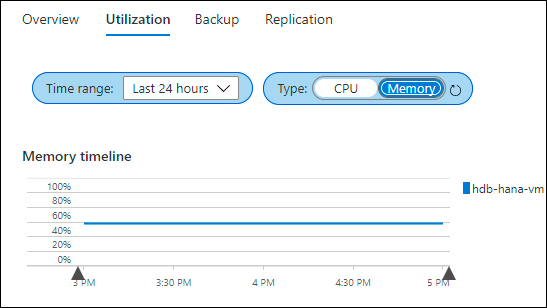 Overview Utilization Backup Replication
Time range: Last 24 hours Type: CPU Memory
Memory timeline
100%
80%
60%
40%
20%
0%
hdb-hana-vm
3 PM 3:30 PM 4 PM 4:30 PM 5 PM